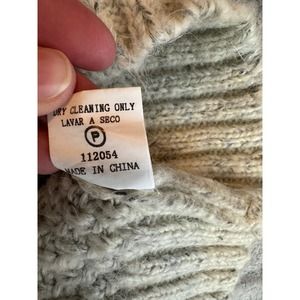 DRY CLEANING ONLY
LAVAR A SECO
P
112054
MADE IN CHINA